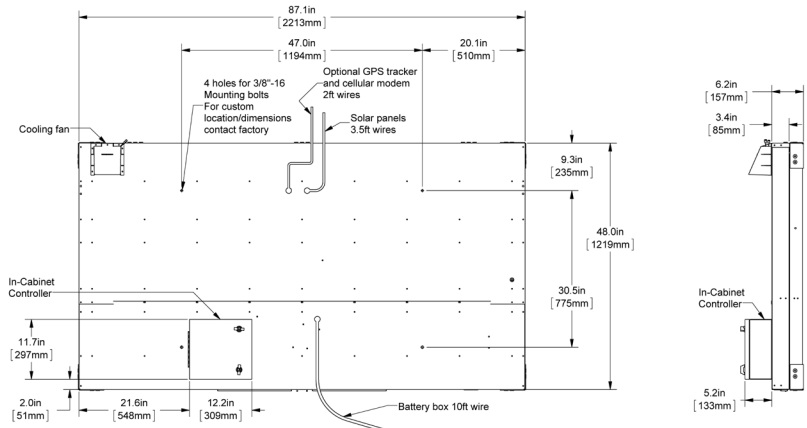 87.1in
[2213mm]
47.0in
[1194mm]
20.1in
[510mm]
4 holes for 3/8"-16
Mounting bolts
For custom
location/dimensions
contact factory
Optional GPS tracker
and cellular modem
2ft wires
Solar panels
3.5ft wires
Cooling fan
9.3in
[235mm]
48.0in
[1219mm]
30.5in
[775mm]
In-Cabinet
Controller
11.7in
[297mm]
2.0in
[51mm]
21.6in
[548mm]
12.2in
[309mm]
Battery box 10ft wire
6.2in
[157mm]
3.4in
[85mm]
In-Cabinet
Controller
5.2in
[133mm]